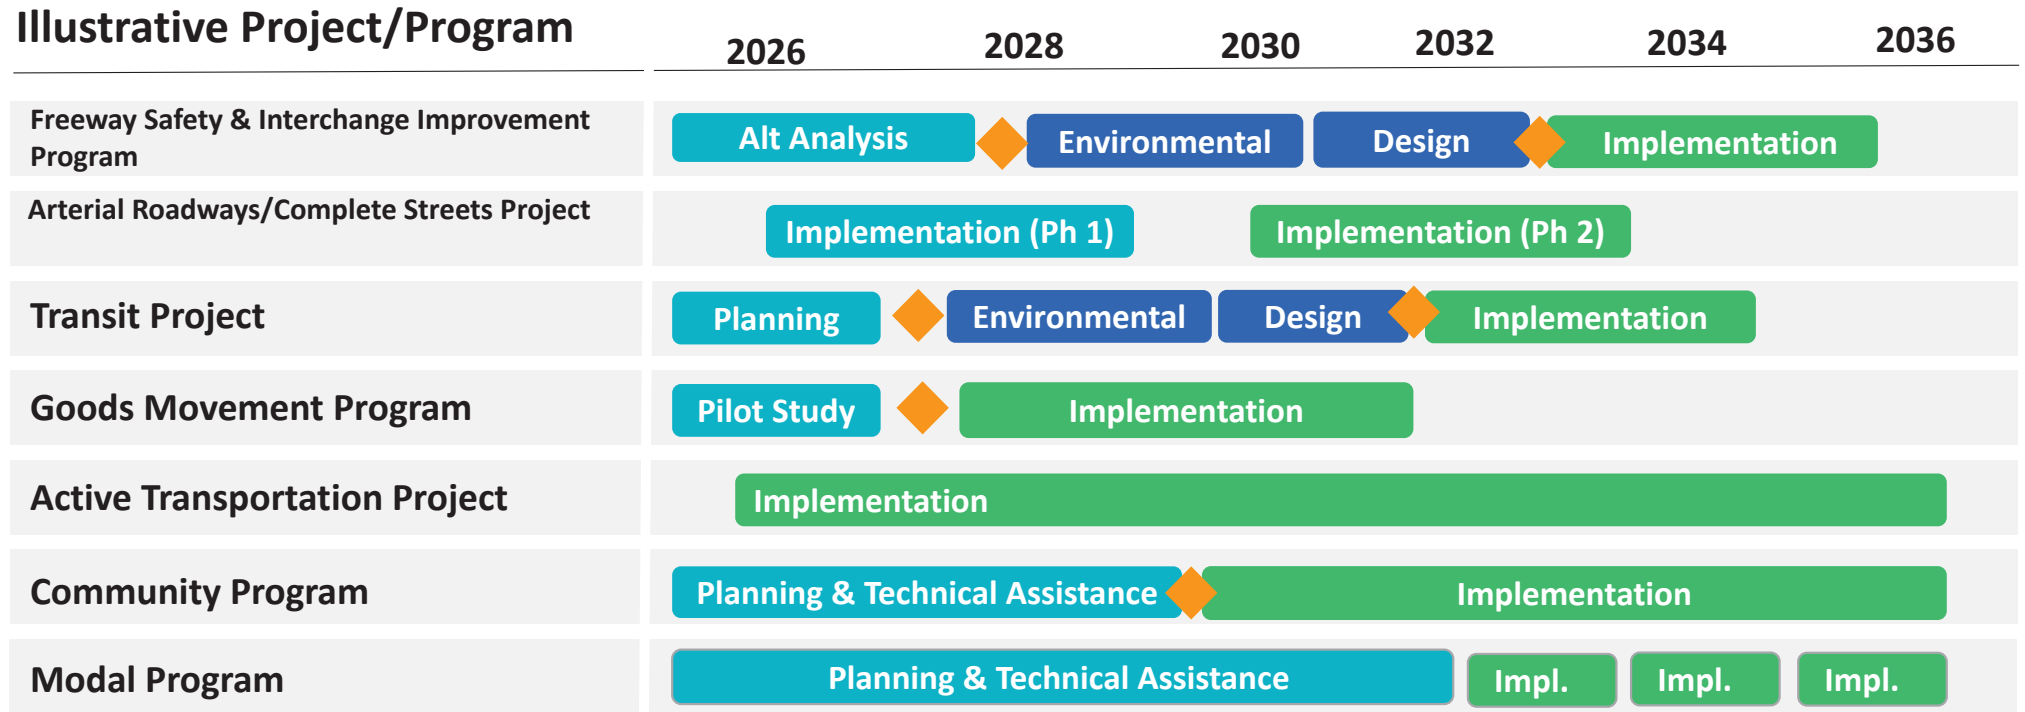 Illustrative Project/Program
2026 2028 2030 2032 2034 2036
Freeway Safety & Interchange Improvement
Program
Alt Analysis Environmental Design Implementation
Arterial Roadways/Complete Streets Project
Implementation (Ph 1) Implementation (Ph 2)
Transit Project
Planning Environmental Design Implementation
Goods Movement Program
Pilot Study Implementation
Active Transportation Project
Implementation
Community Program
Planning & Technical Assistance Implementation
Modal Program
Planning & Technical Assistance Impl. Impl. Impl.